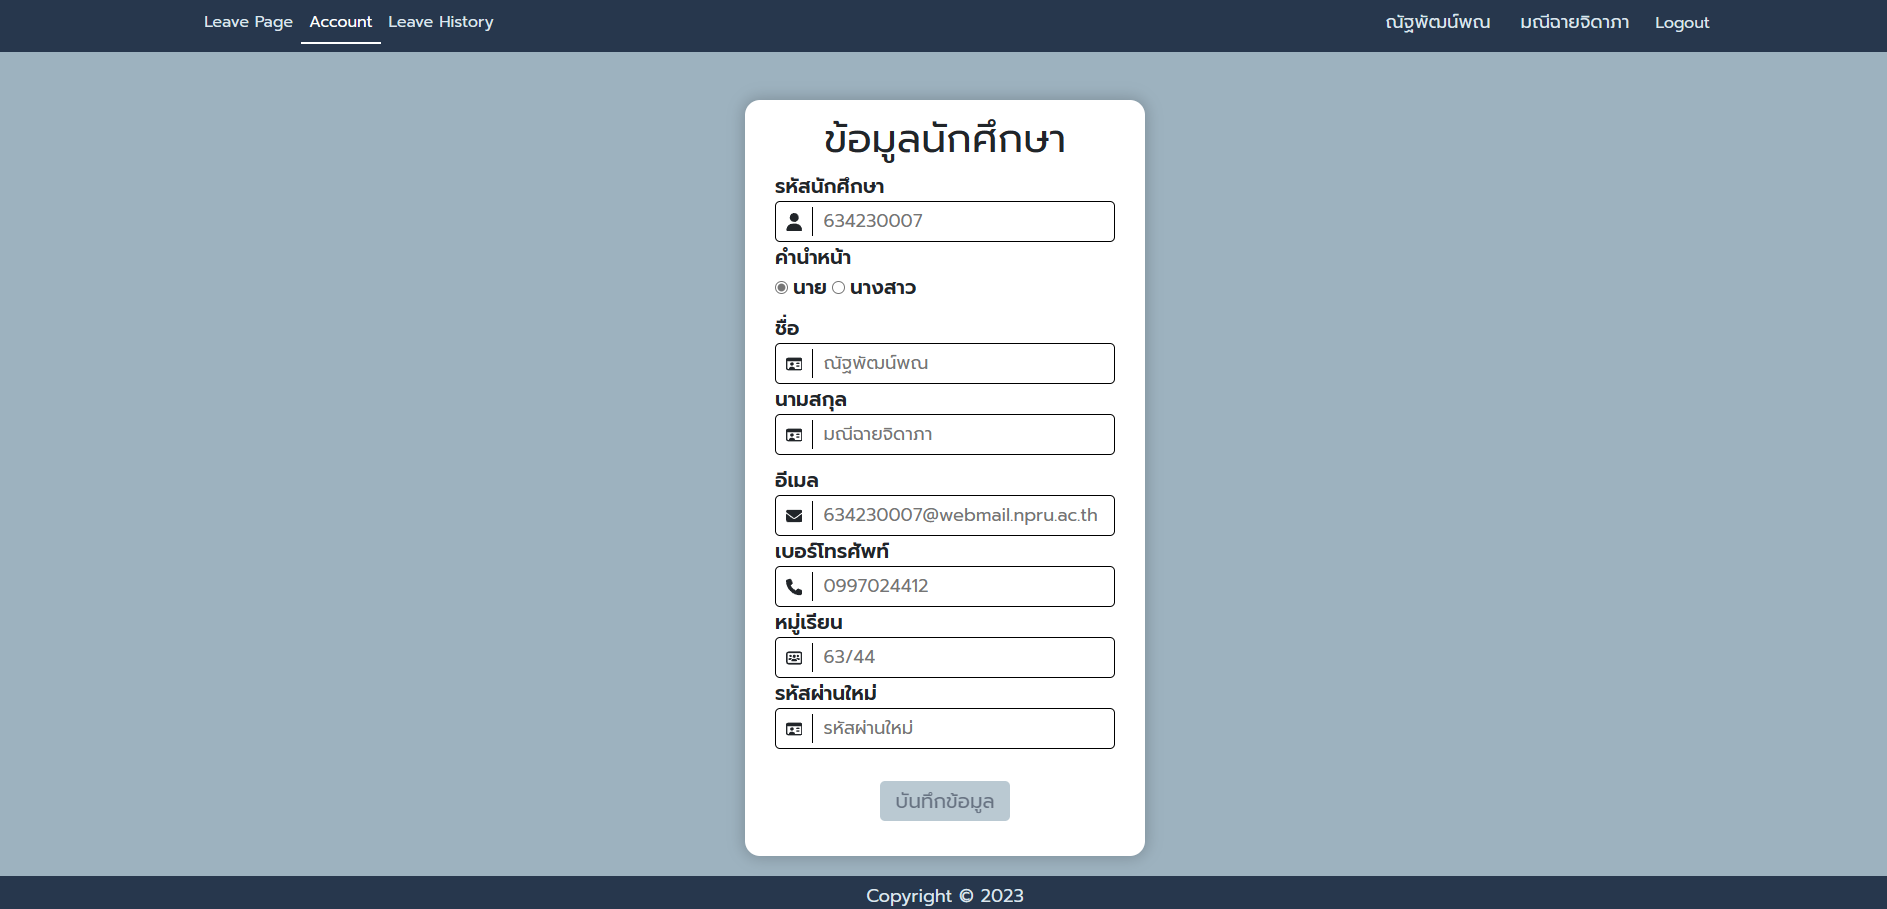 Leave Page Account Leave History ณัฐพัฒน์พณ มณีฉายจิดาภา Logout
ข้อมูลนักศึกษา
รหัสนักศึกษา
634230007
คำนำหน้า
นาย นางสาว
ชื่อ
ณัฐพัฒน์พณ
นามสกุล
มณีฉายจิดาภา
อีเมล
634230007@webmail.npru.ac.th
เบอร์โทรศัพท์
0997024412
หมู่เรียน
63/44
รหัสผ่านใหม่
รหัสผ่านใหม่
บันทึกข้อมูล
Copyright © 2023